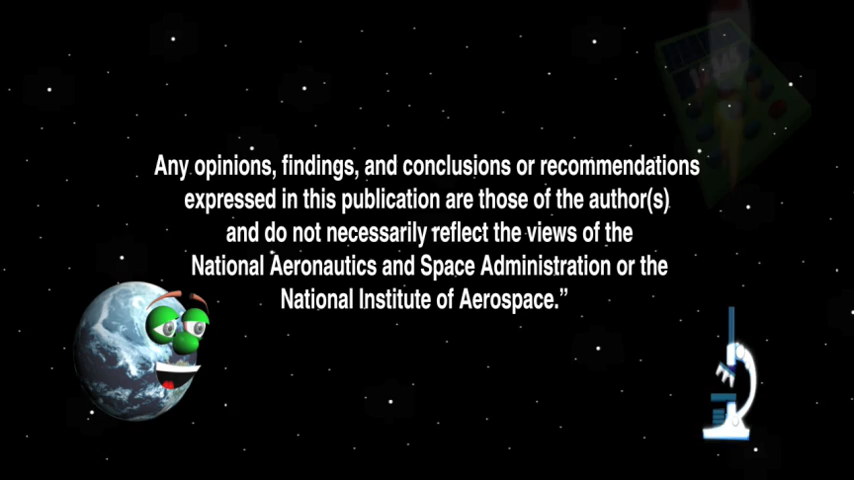 Any opinions, findings, and conclusions or recommendations
expressed in this publication are those of the author(s)
and do not necessarily reflect the views of the
National Aeronautics and Space Administration or the
National Institute of Aerospace.”